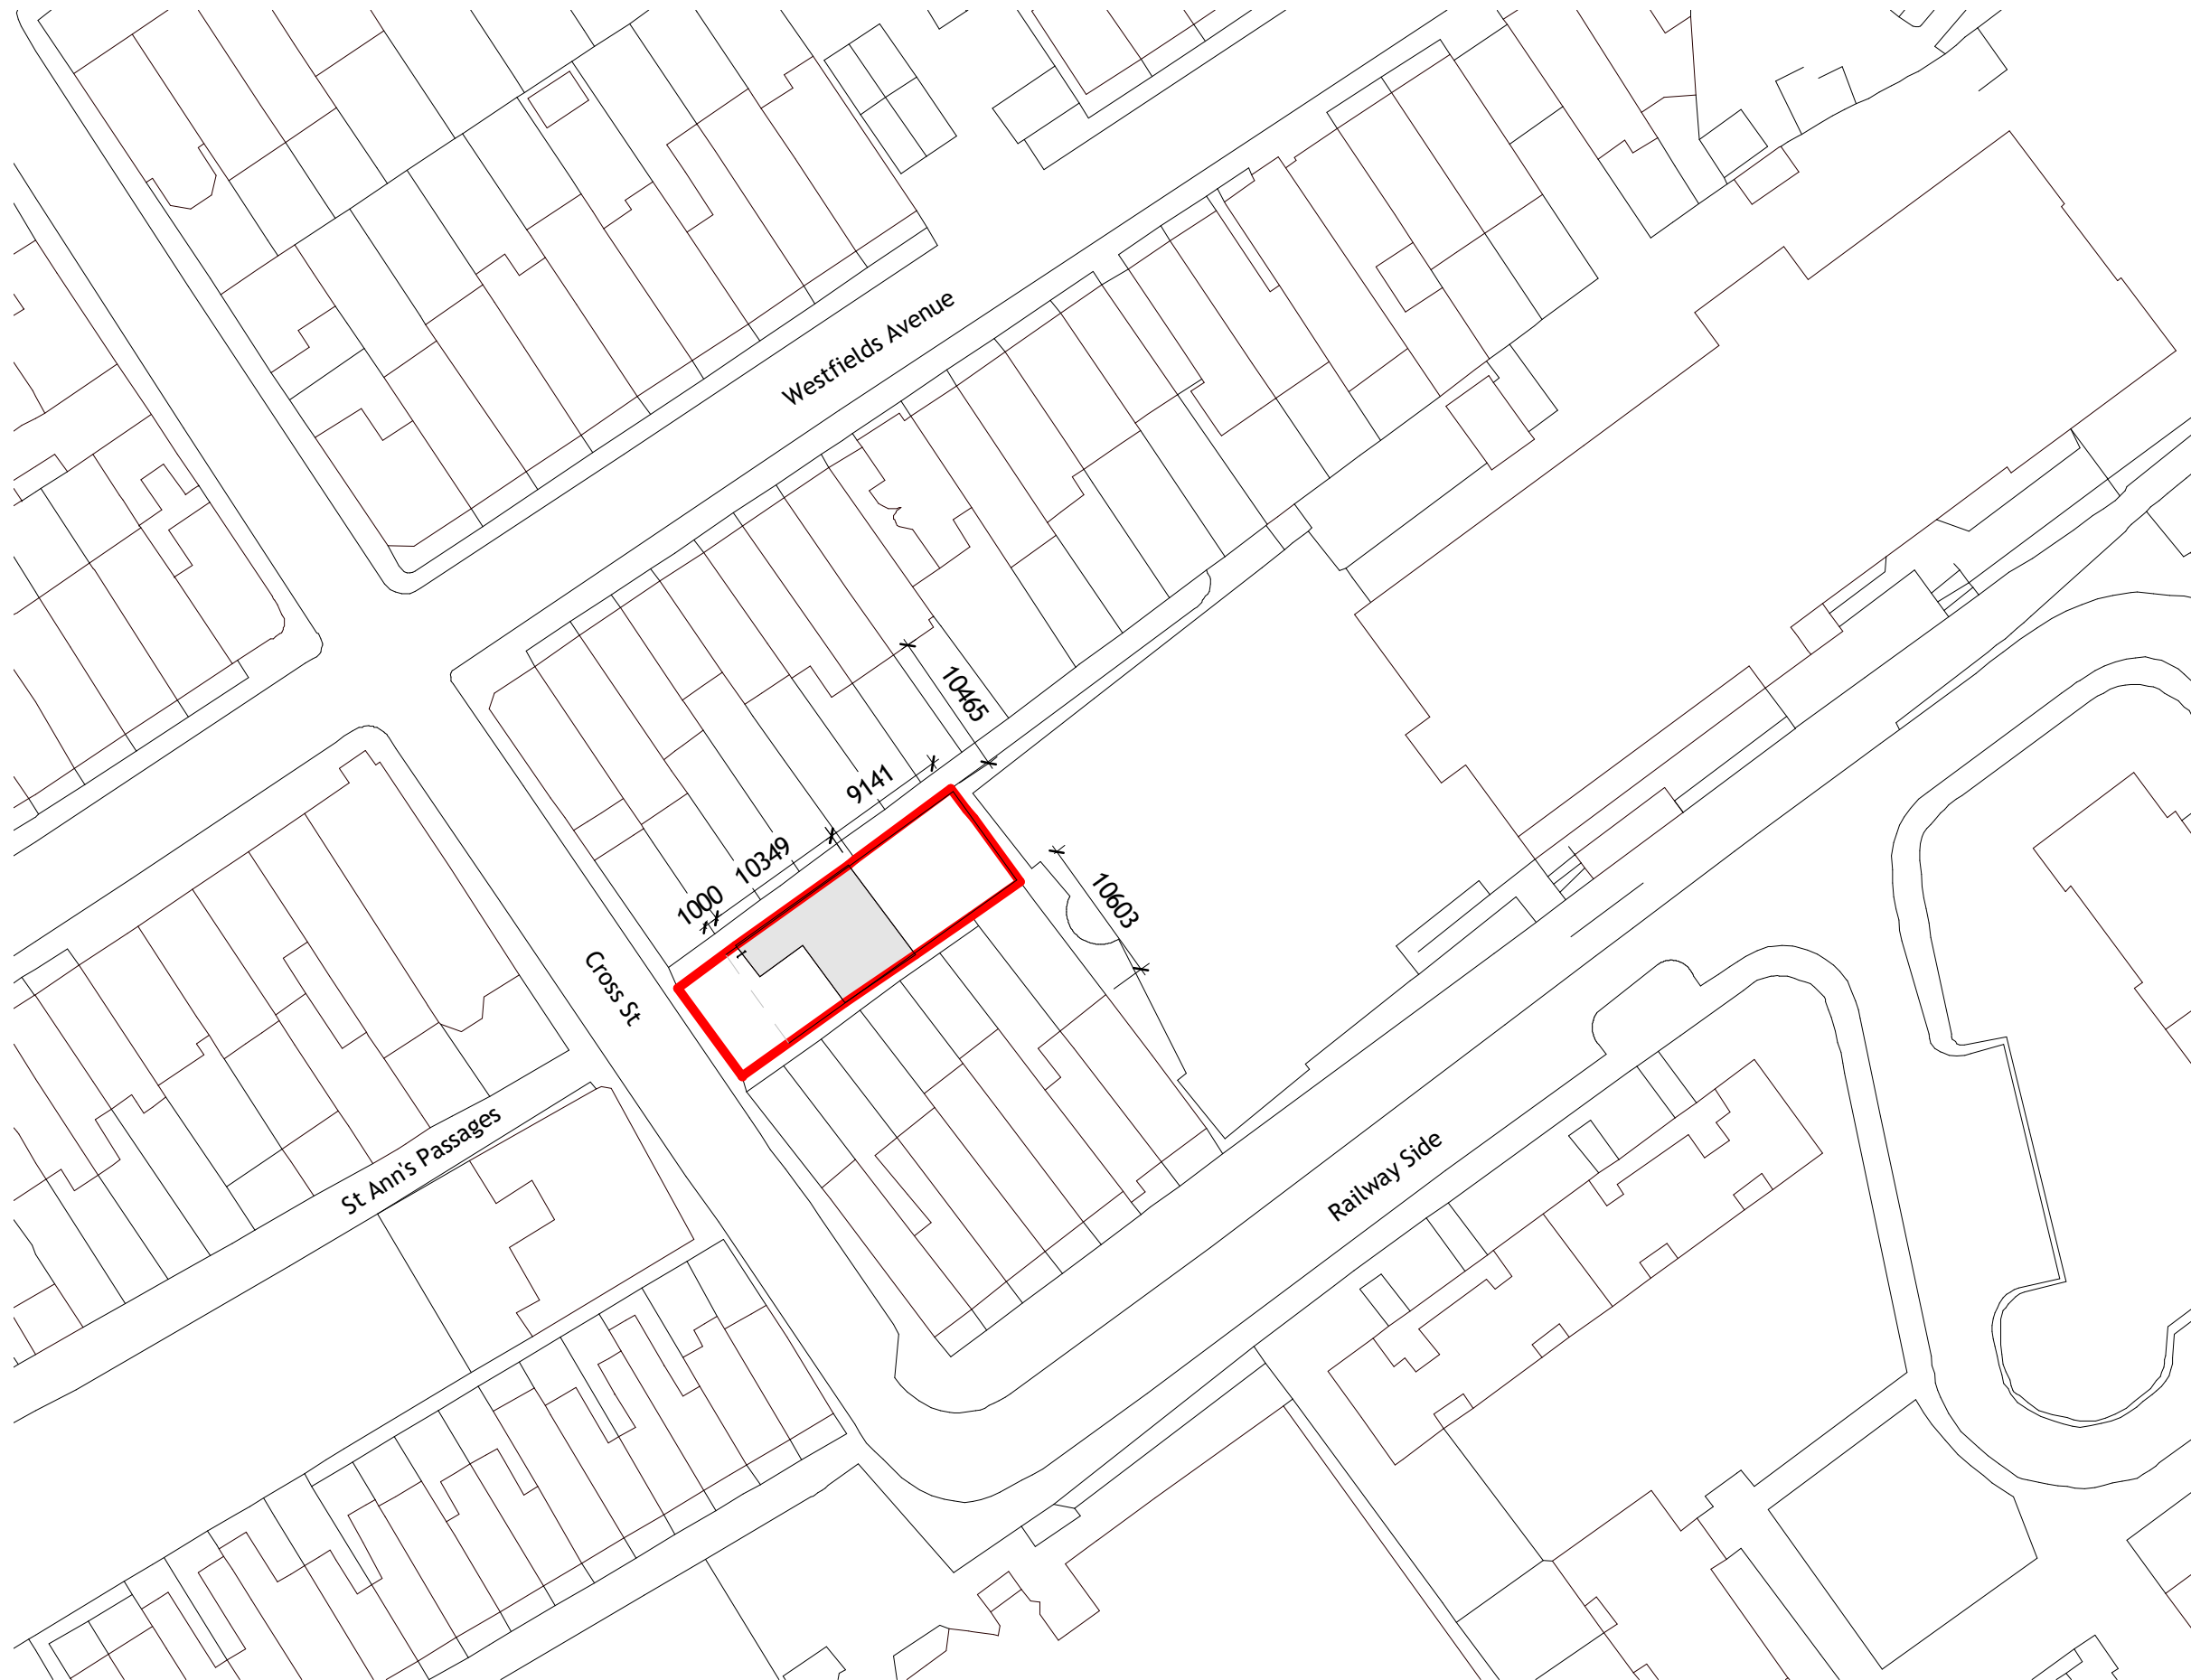 Westfields Avenue
10465
9141
10349
1000
10603
Cross St
St Ann's Passages
Railway Side